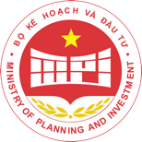 BỘ KẾ HOẠCH VÀ ĐẦU TƯ
MPI
MINISTRY OF PLANNING AND INVESTMENT